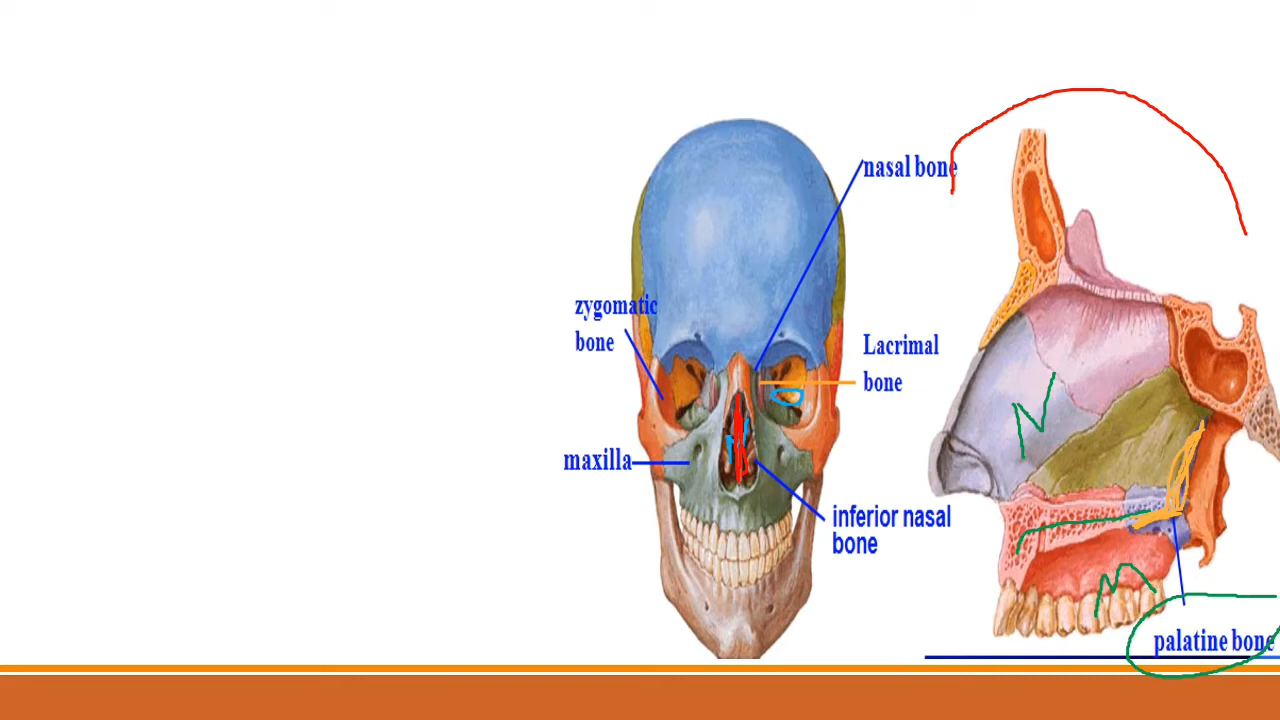 nasal bone
zygomatic
bone
Lacrimal
bone
maxilla
inferior nasal
bone
N
M
palatine bone